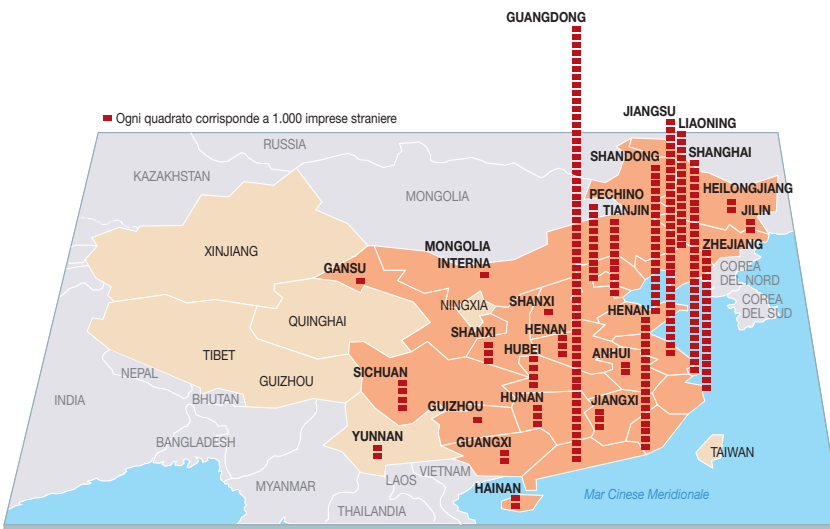 GUANGDONG
JIANGSU
Ogni quadrato corrisponde a 1.000 imprese straniere
LIAONING
RUSSIA
SHANDONG
SHANGHAI
KAZAKHSTAN
MONGOLIA
PECHINO
HEILONGJIANG
TIANJIN
JILIN
XINJIANG
MONGOLIA
INTERNA
ZHEJIANG
GANSU
COREA
DEL NORD
NINGXIA
SHANXI
COREA
DEL SUD
QUINGHAI
HENAN
SHANXI
HENAN
HUBEI
ANHUI
TIBET
NEPAL
SICHUAN
GUIZHOU
BHUTAN
INDIA
HUNAN
JIANGXI
GUIZHOU
YUNNAN
GUANGXI
BANGLADESH
TAIWAN
VIETNAM
LAOS
MYANMAR
HAINAN
Mar Cinese Meridionale
THAILANDIA